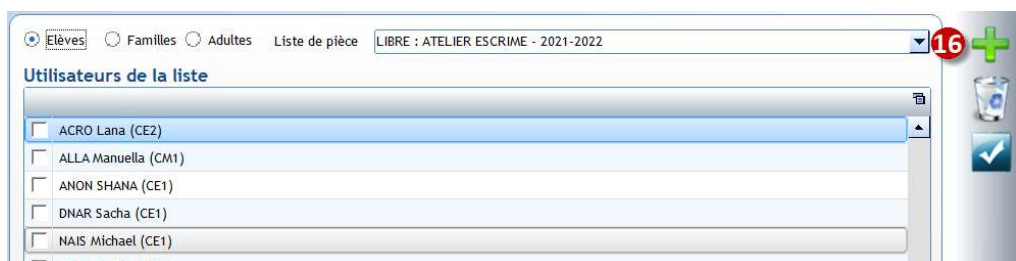 Elèves Familles Adultes Liste de pièce LIBRE : ATELIER ESCRIME - 2021-2022 16
Utilisateurs de la liste
ACRO Lana (CE2)
ALLA Manuella (CM1)
ANON SHANA (CE1)
DNAR Sacha (CE1)
NAIS Michael (CE1)